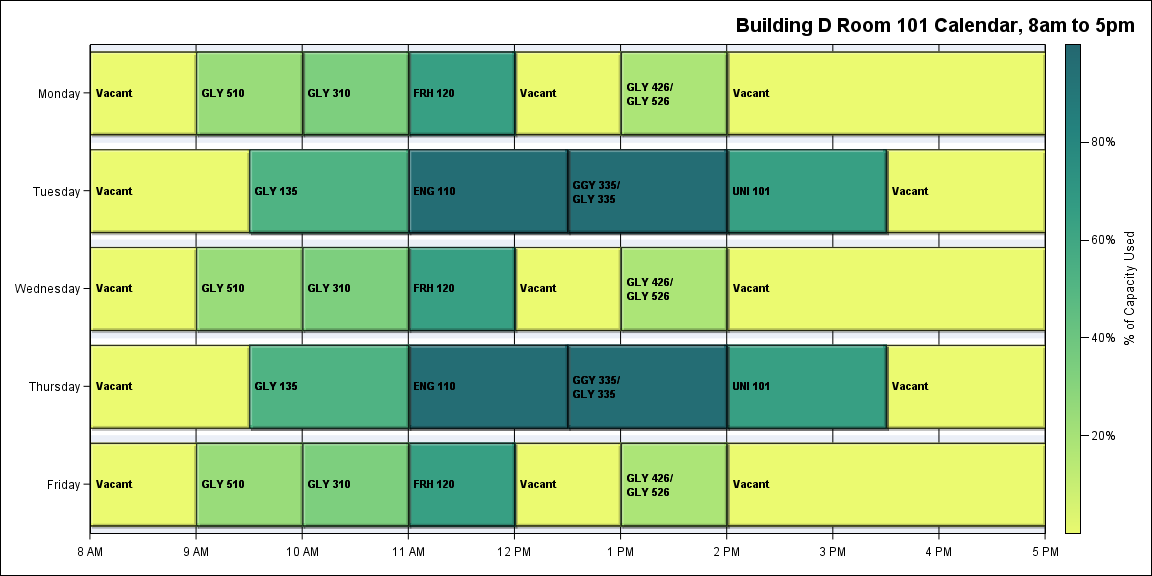 Building D Room 101 Calendar, 8am to 5pm
Monday
Vacant
GLY 510
GLY 310
FRH 120
Vacant
GLY 426/
GLY 526
Vacant
Tuesday
Vacant
GLY 135
ENG 110
GGY 335/
GLY 335
UNI 101
Vacant
Wednesday
Vacant
GLY 510
GLY 310
FRH 120
Vacant
GLY 426/
GLY 526
Vacant
Thursday
Vacant
GLY 135
ENG 110
GGY 335/
GLY 335
UNI 101
Vacant
Friday
Vacant
GLY 510
GLY 310
FRH 120
Vacant
GLY 426/
GLY 526
Vacant
8 AM
9 AM
10 AM
11 AM
12 PM
1 PM
2 PM
3 PM
4 PM
5 PM
80%
60%
40%
20%
% of Capacity Used